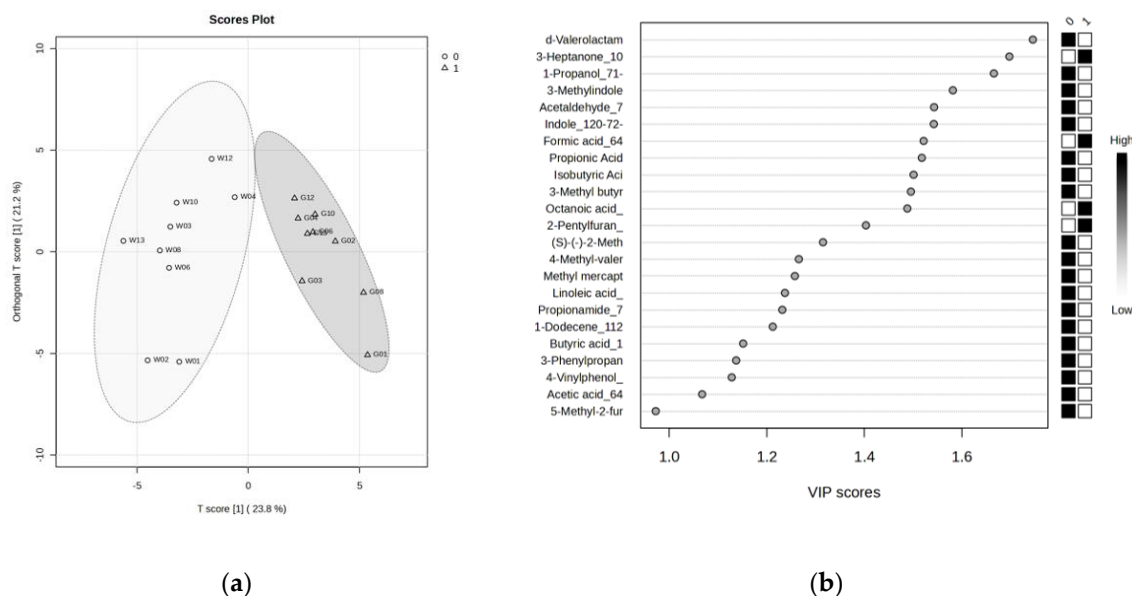 Scores Plot
10
5
0
-5
-10
Orthogonal T score [1] ( 21.2 %)
-5
0
5
T score [1] ( 23.8 %)
0
1
W12
W04
W10
W03
W13
W08
W06
W02
W01
G12
G10
G04
G06
G02
G03
G08
G01
(a)
0
1
d-Valerolactam
3-Heptanone_10
1-Propanol_71-
3-Methylindole
Acetaldehyde_7
Indole_120-72-
Formic acid_64
Propionic Acid
Isobutyric Aci
3-Methyl butyr
Octanoic acid_
2-Pentylfuran_
(S)-(-)-2-Meth
4-Methyl-valer
Methyl mercapt
Linoleic acid_
Propionamide_7
1-Dodecene_112
Butyric acid_1
3-Phenylpropan
4-Vinylphenol_
Acetic acid_64
5-Methyl-2-fur
1.0
1.2
1.4
1.6
VIP scores
High
Low
(b)